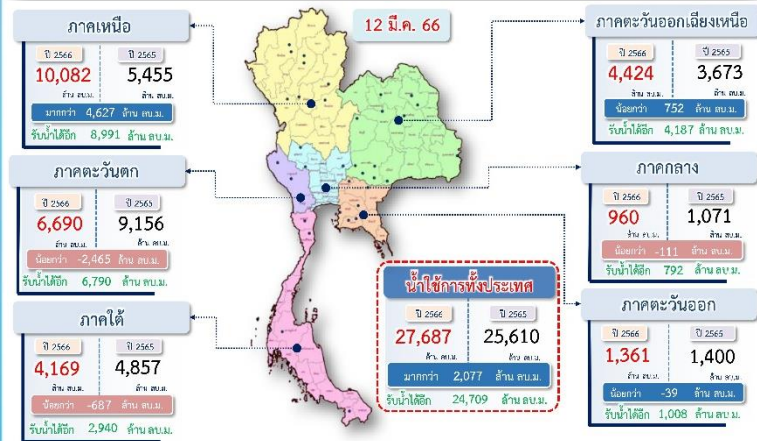 12 มี.ค. 66
ภาคเหนือ
ปี 2566 ปี 2565
10,082 5,455
ล้าน ลบ.ม. ล้าน ลบ.ม.
มากกว่า 4,627 ล้าน ลบ.ม.
รับน้ำได้อีก 8,991 ล้าน ลบ.ม.
ภาคตะวันตก
ปี 2566 ปี 2565
6,690 9,156
ล้าน ลบ.ม. ล้าน ลบ.ม.
น้อยกว่า -2,465 ล้าน ลบ.ม.
รับน้ำได้อีก 6,790 ล้าน ลบ.ม.
ภาคใต้
ปี 2566 ปี 2565
4,169 4,857
ล้าน ลบ.ม. ล้าน ลบ.ม.
น้อยกว่า -687 ล้าน ลบ.ม.
รับน้ำได้อีก 2,940 ล้าน ลบ.ม.
น้ำใช้การทั้งประเทศ
ปี 2566 ปี 2565
27,687 25,610
ล้าน ลบ.ม. ล้าน ลบ.ม.
มากกว่า 2,077 ล้าน ลบ.ม.
รับน้ำได้อีก 24,709 ล้าน ลบ.ม.
ภาคตะวันออกเฉียงเหนือ
ปี 2566 ปี 2565
4,424 3,673
ล้าน ลบ.ม. ล้าน ลบ.ม.
น้อยกว่า 752 ล้าน ลบ.ม.
รับน้ำได้อีก 4,187 ล้าน ลบ.ม.
ภาคกลาง
ปี 2566 ปี 2565
960 1,071
ล้าน ลบ.ม. ล้าน ลบ.ม.
น้อยกว่า -111 ล้าน ลบ.ม.
รับน้ำได้อีก 792 ล้าน ลบ.ม.
ภาคตะวันออก
ปี 2566 ปี 2565
1,361 1,400
ล้าน ลบ.ม. ล้าน ลบ.ม.
น้อยกว่า -39 ล้าน ลบ.ม.
รับน้ำได้อีก 1,008 ล้าน ลบ.ม.